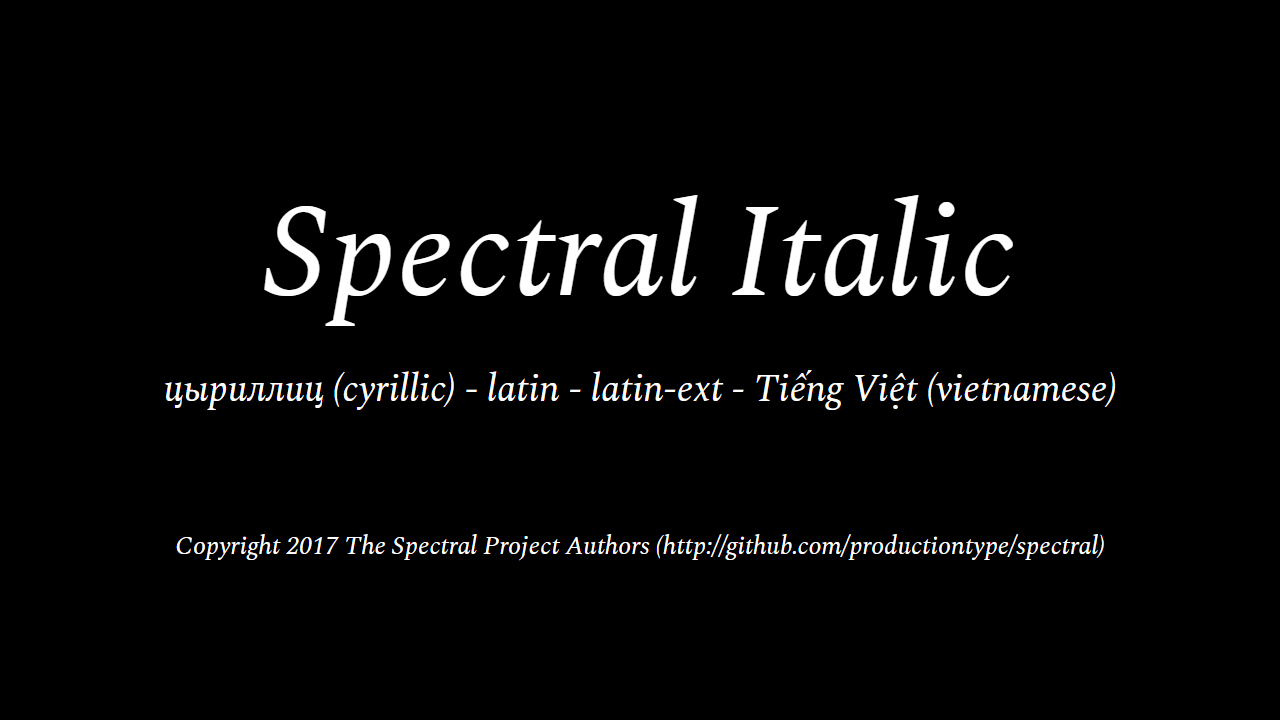 Spectral Italic
цыриллиц (cyrillic) - latin - latin-ext - Tiếng Việt (vietnamese)
Copyright 2017 The Spectral Project Authors (http://github.com/productiontype/spectral)